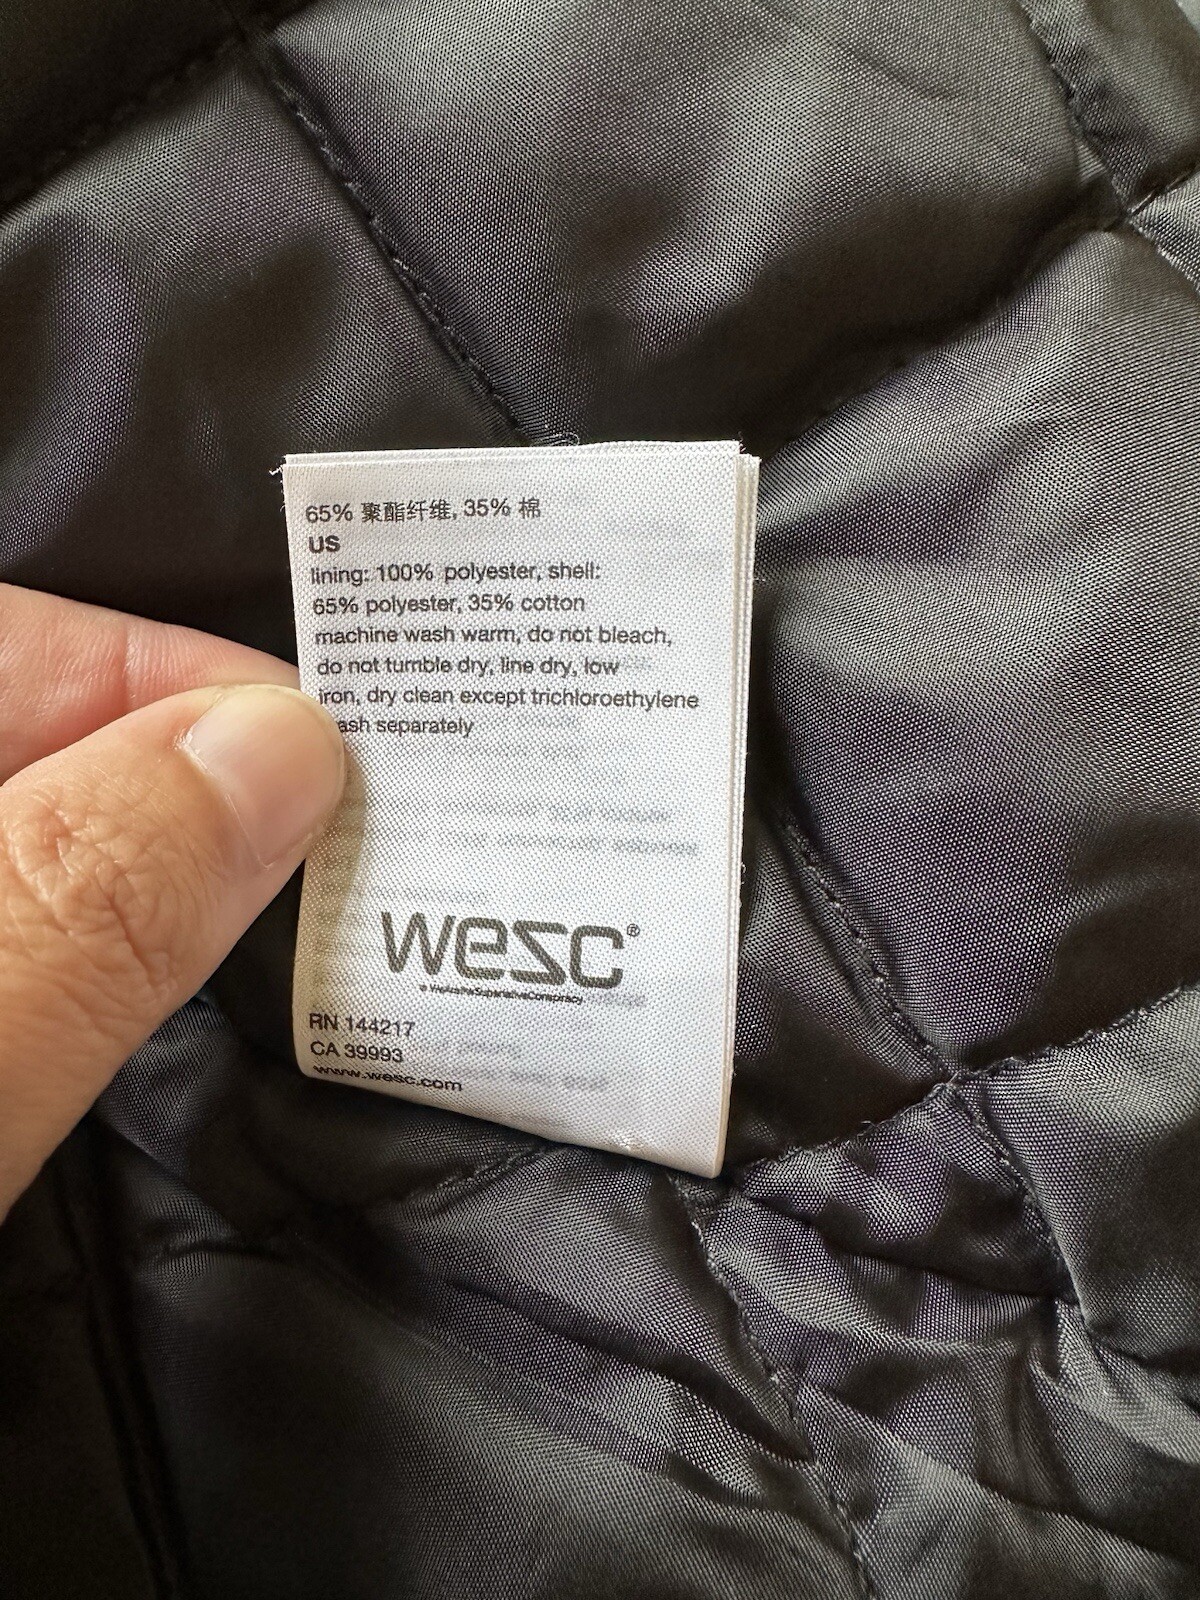 65% 聚酯纤维, 35% 棉
US
lining: 100% polyester, shell:
65% polyester, 35% cotton
machine wash warm, do not bleach,
do not tumble dry, line dry, low
iron, dry clean except trichloroethylene
ash separately
wesc®
WeAretheSuperlativeConspiracy
RN 144217
CA 39993
www.wesc.com